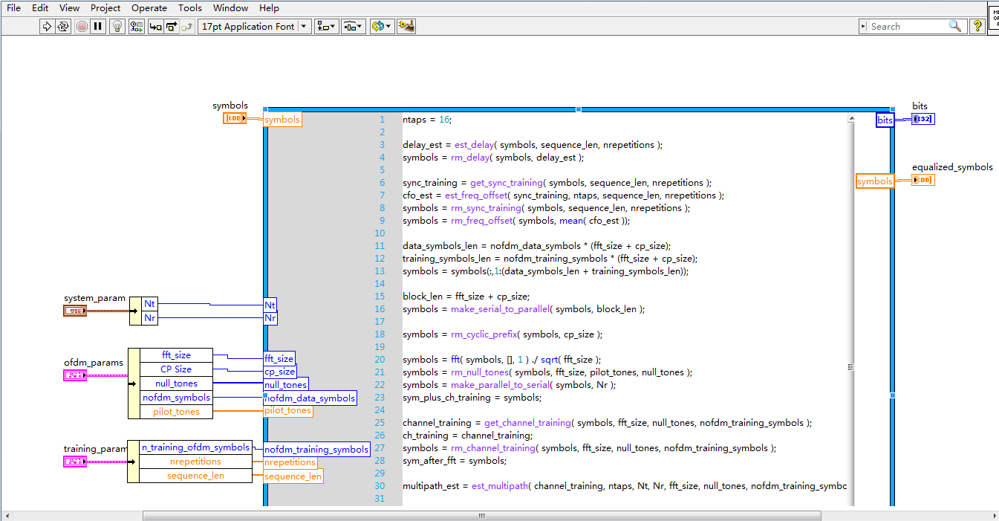 File Edit View Project Operate Tools Window Help
17pt Application Font
Search
?
symbols
[CDB]
symbols
bits
bits
[I32]
symbols
equalized_symbols
CDB]
system_param
Nt
Nr
Nt
Nr
ofdm_params
fft_size
CP Size
null_tones
nofdm_symbols
pilot_tones
fft_size
cp_size
null_tones
nofdm_data_symbols
pilot_tones
training_param
n_training_ofdm_symbols
nrepetitions
sequence_len
nofdm_training_symbols
nrepetitions
sequence_len
1 ntaps = 16;
2
3 delay_est = est_delay( symbols, sequence_len, nrepetitions );
4 symbols = rm_delay( symbols, delay_est );
5
6 sync_training = get_sync_training( symbols, sequence_len, nrepetitions );
7 cfo_est = est_freq_offset( sync_training, ntaps, sequence_len, nrepetitions );
8 symbols = rm_sync_training( symbols, sequence_len, nrepetitions );
9 symbols = rm_freq_offset( symbols, mean( cfo_est ));
10
11 data_symbols_len = nofdm_data_symbols * (fft_size + cp_size);
12 training_symbols_len = nofdm_training_symbols * (fft_size + cp_size);
13 symbols = symbols(:,1:(data_symbols_len + training_symbols_len));
14
15 block_len = fft_size + cp_size;
16 symbols = make_serial_to_parallel( symbols, block_len );
17
18 symbols = rm_cyclic_prefix( symbols, cp_size );
19
20 symbols = fft( symbols, [], 1 ) ./ sqrt( fft_size );
21 symbols = rm_null_tones( symbols, fft_size, pilot_tones, null_tones );
22 symbols = make_parallel_to_serial( symbols, Nr );
23 sym_plus_ch_training = symbols;
24
25 channel_training = get_channel_training( symbols, fft_size, null_tones, nofdm_training_symbols );
26 ch_training = channel_training;
27 symbols = rm_channel_training( symbols, fft_size, null_tones, nofdm_training_symbols );
28 sym_after_fft = symbols;
29
30 multipath_est = est_multipath( channel_training, ntaps, Nt, Nr, fft_size, null_tones, nofdm_training_symbo
31